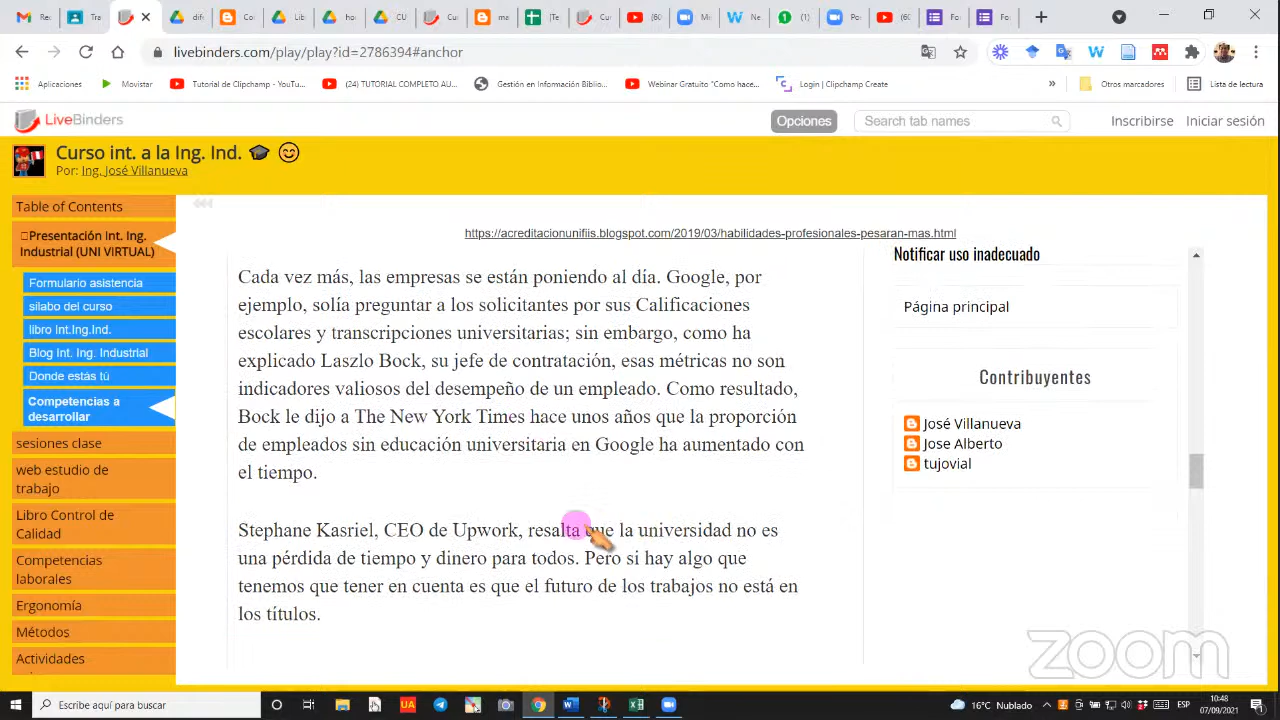 livebinders.com/play/play?id=2786394#anchor
Aplicaciones
Movistar
Tutorial de Clipchamp - YouT...
(24) TUTORIAL COMPLETO AU...
Gestión en Información Biblio...
Webinar Gratuito "Como hace...
Login | Clipchamp Create
»
Otros marcadores
Lista de lectura
LiveBinders
Opciones
Search tab names
Inscribirse
Iniciar sesión
Curso int. a la Ing. Ind.
Por: Ing. José Villanueva
Table of Contents
Presentación Int. Ing.
Industrial (UNI VIRTUAL)
Formulario asistencia
silabo del curso
libro Int.Ing.Ind.
Blog Int. Ing. Industrial
Donde estás tú
Competencias a
desarrollar
sesiones clase
web estudio de
trabajo
Libro Control de
Calidad
Competencias
laborales
Ergonomía
Métodos
Actividades
https://acreditacionunifiis.blogspot.com/2019/03/habilidades-profesionales-pesaran-mas.html
Cada vez más, las empresas se están poniendo al día. Google, por
ejemplo, solía preguntar a los solicitantes por sus Calificaciones
escolares y transcripciones universitarias; sin embargo, como ha
explicado Laszlo Bock, su jefe de contratación, esas métricas no son
indicadores valiosos del desempeño de un empleado. Como resultado,
Bock le dijo a The New York Times hace unos años que la proporción
de empleados sin educación universitaria en Google ha aumentado con
el tiempo.
Stephane Kasriel, CEO de Upwork, resalta que la universidad no es
una pérdida de tiempo y dinero para todos. Pero si hay algo que
tenemos que tener en cuenta es que el futuro de los trabajos no está en
los títulos.
Notificar uso inadecuado
Página principal
Contribuyentes
José Villanueva
Jose Alberto
tujovial
zoom
Escribe aquí para buscar
16°C Nublado
ESP
10:48
07/09/2021